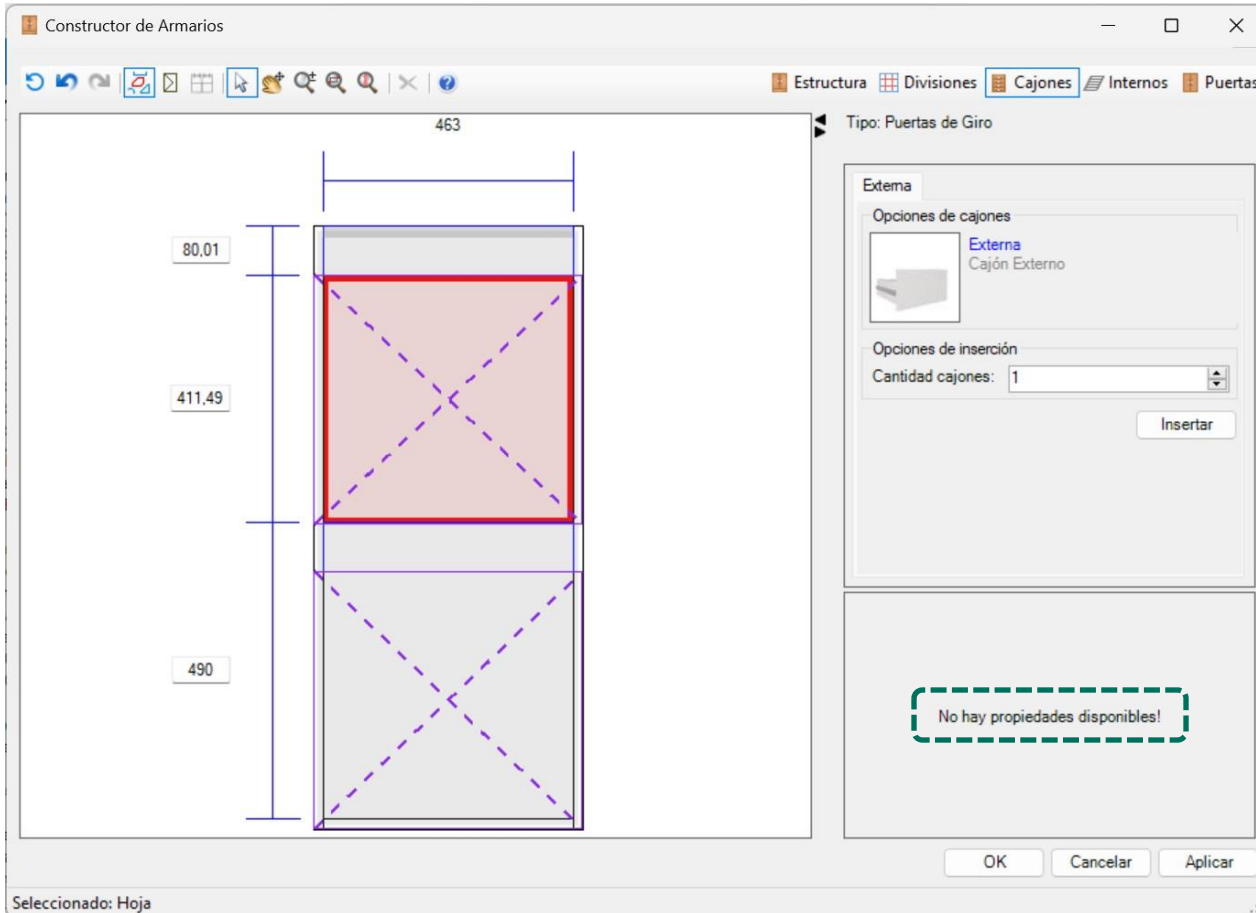 Constructor de Armarios
Estructura Divisiones Cajones Internos Puertas
463
Tipo: Puertas de Giro
Externa
Opciones de cajones
80,01
Externa
Cajón Externo
Opciones de inserción
411,49
Cantidad cajones: 1
Insertar
490
No hay propiedades disponibles!
OK Cancelar Aplicar
Seleccionado: Hoja